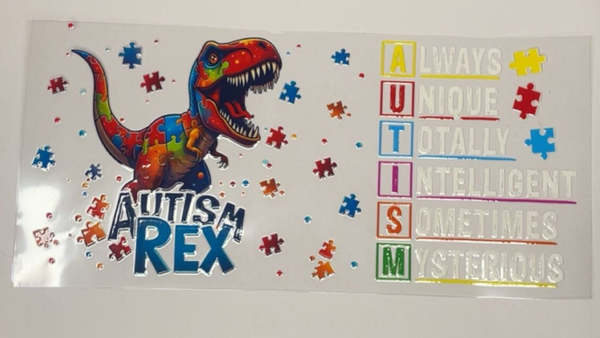 AUTISM
REX
ALWAYS
UNIQUE
TOTALLY
INTELLIGENT
SOMETIMES
MYSTERIOUS